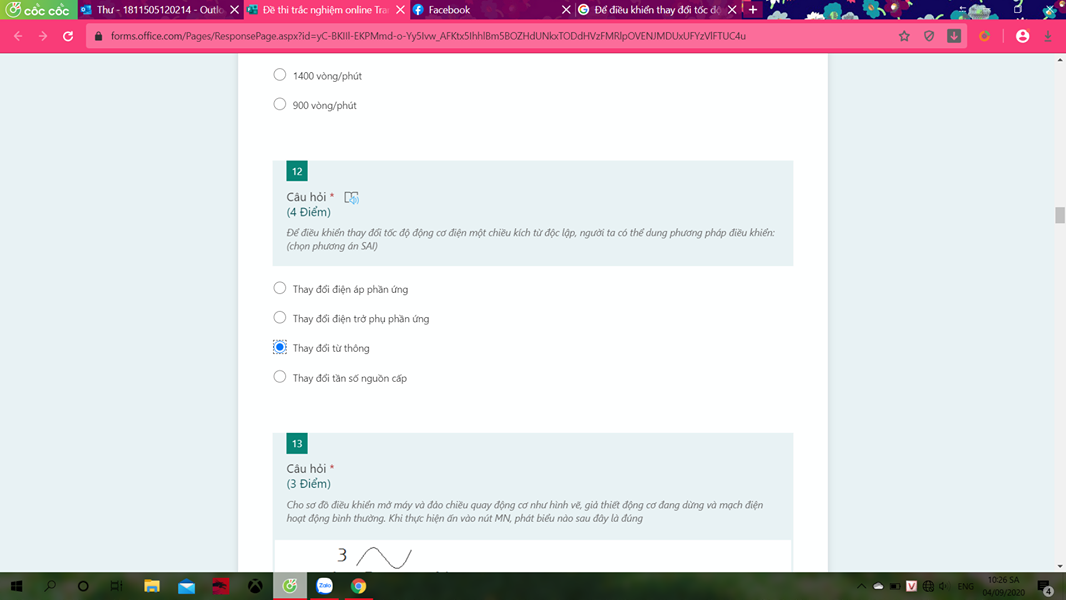 cốc cốc
Thư - 1811505120214 - Outlo
Đề thi trắc nghiệm online Tra
Facebook
Để điều khiển thay đổi tốc độ
forms.office.com/Pages/ResponsePage.aspx?id=
1400 vòng/phút
900 vòng/phút
12
Câu hỏi *
(4 Điểm)
Để điều khiển thay đổi tốc độ động cơ điện một chiều kích từ độc lập, người ta có thể dung phương pháp điều khiển:
(chọn phương án SAI)
Thay đổi điện áp phần ứng
Thay đổi điện trở phụ phần ứng
Thay đổi từ thông
Thay đổi tần số nguồn cấp
13
Câu hỏi *
(3 Điểm)
Cho sơ đồ điều khiển mở máy và đảo chiều quay động cơ như hình vẽ, giả thiết động cơ đang dừng và mạch điện
hoạt động bình thường. Khi thực hiện ấn vào nút MN, phát biểu nào sau đây là đúng
3
Zalo
V
ENG
10:26 SA
04/09/2020
4